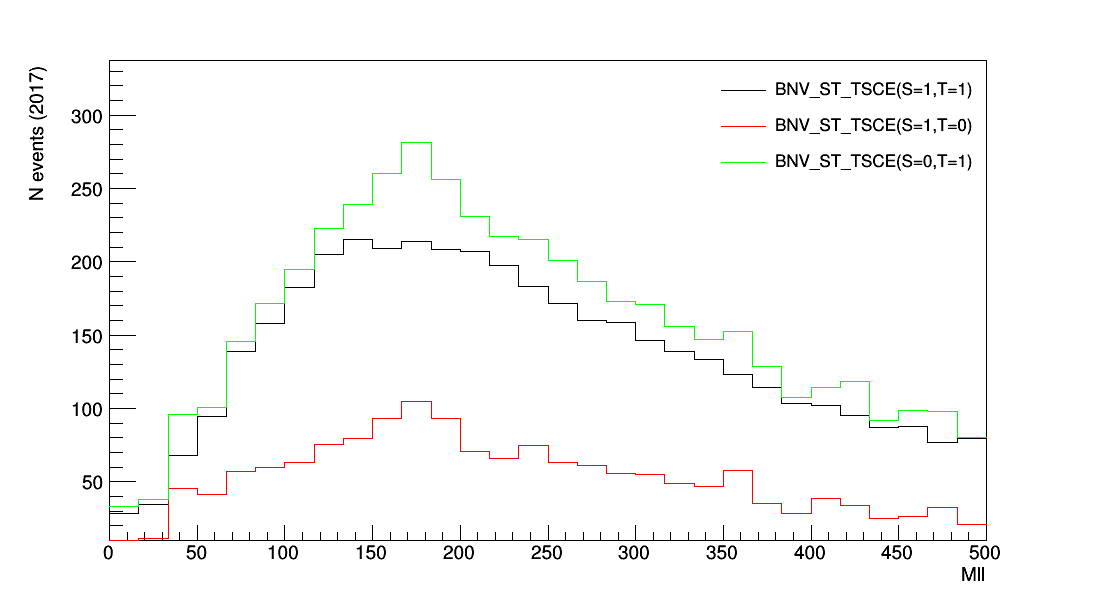 N events (2017)
BNV_ST_TSCE(S=1,T=1)
BNV_ST_TSCE(S=1,T=0)
BNV_ST_TSCE(S=0,T=1)
300
250
200
150
100
50
0 50 100 150 200 250 300 350 400 450 500
Mll